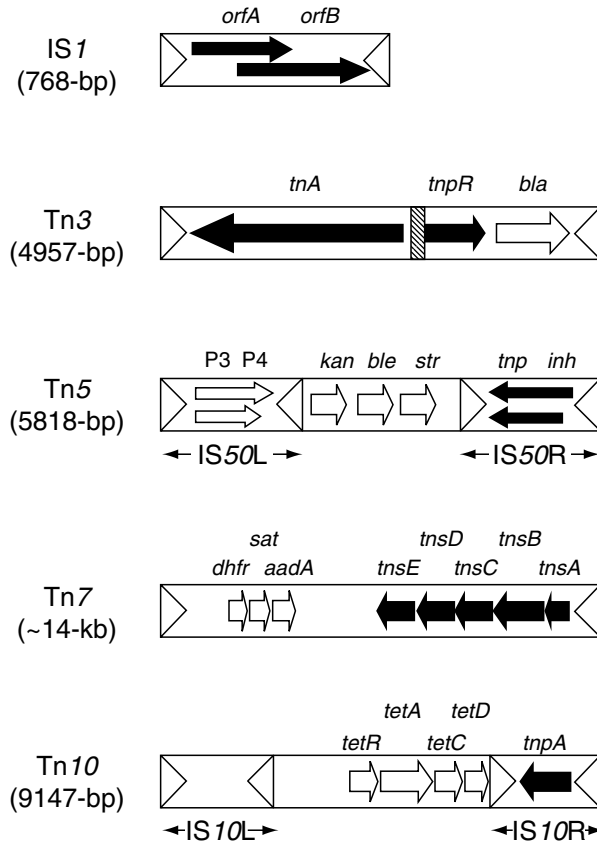 orfA orfB
IS1
(768-bp)
tnA tnpR bla
Tn3
(4957-bp)
P3 P4 kan ble str tnp inh
Tn5
(5818-bp)
IS50L IS50R
tnsD tnsB
sat
dhfr aadA tnsE tnsC tnsA
Tn7
(~14-kb)
tetA tetD
tetR tetC tnpA
Tn10
(9147-bp)
IS10L IS10R